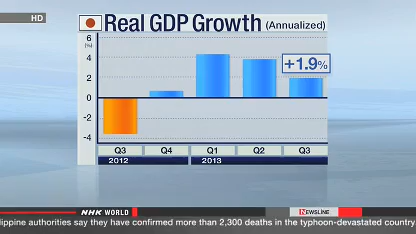 HD
Real GDP Growth (Annualized)
6
(%)
4
2
0
-2
-4
+1.9%
Q3 Q4 Q1 Q2 Q3
2012 2013
NHK WORLD NEWSLINE
ilippine authorities say they have confirmed more than 2,300 deaths in the typhoon-devastated country